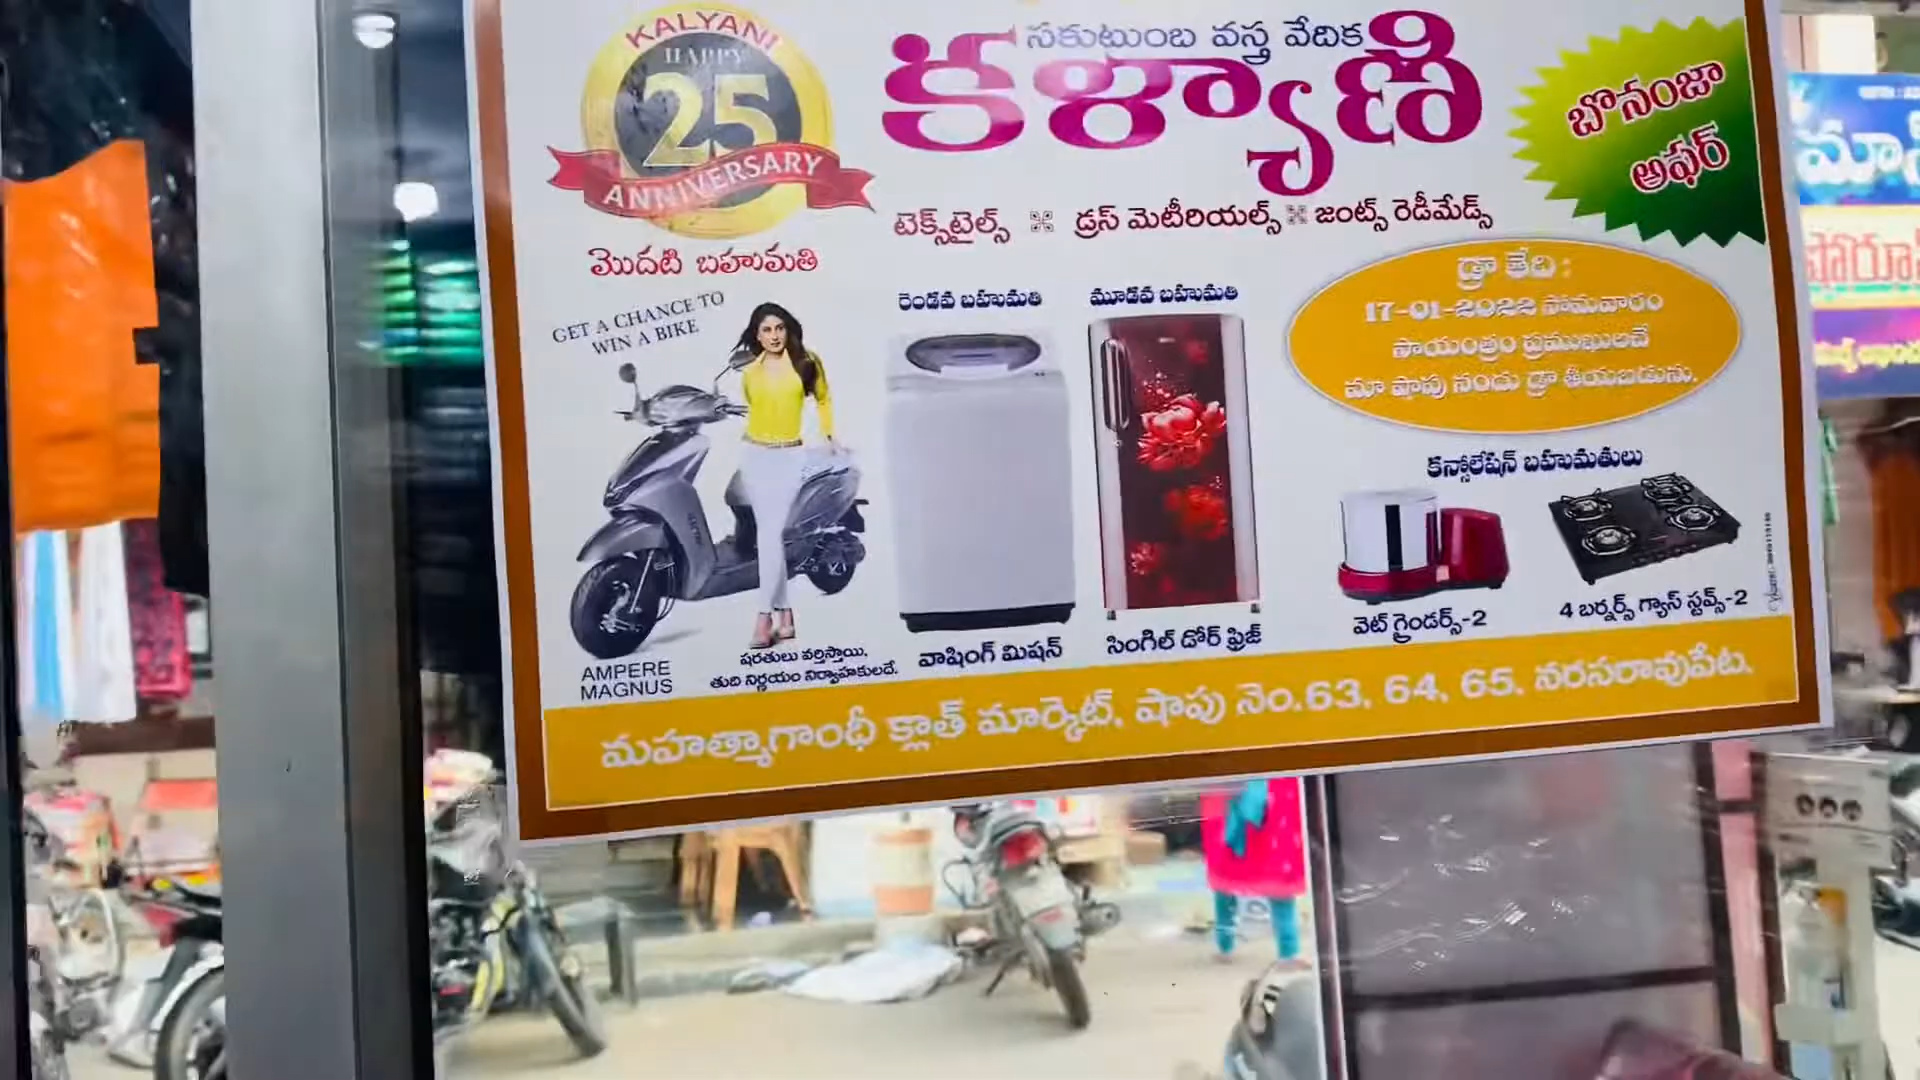 KALYANI
HAPPY
25
ANNIVERSARY
సకుటుంబ వస్త్ర వేదిక
కళ్యాణి
బొనంజా
అఫర్
టెక్స్‌టైల్స్ డ్రస్ మెటీరియల్స్ జంట్స్ రెడీమేడ్స్
మొదటి బహుమతి
GET A CHANCE TO
WIN A BIKE
AMPERE
MAGNUS
షరతులు వర్తిస్తాయి,
తుది నిర్ణయం నిర్వాహకులదే.
రెండవ బహుమతి
వాషింగ్ మిషన్
మూడవ బహుమతి
సింగిల్ డోర్ ఫ్రిజ్
డ్రా తేది :
17-01-2022 సోమవారం
సాయంత్రం ప్రముఖులచే
మా షాపు నందు డ్రా తీయబడును.
కన్సోలేషన్ బహుమతులు
వెట్ గ్రైండర్స్-2
4 బర్నర్స్ గ్యాస్ స్టవ్స్-2
మహత్మాగాంధీ క్లాత్ మార్కెట్, షాపు నెం.63, 64, 65, నరసరావుపేట.